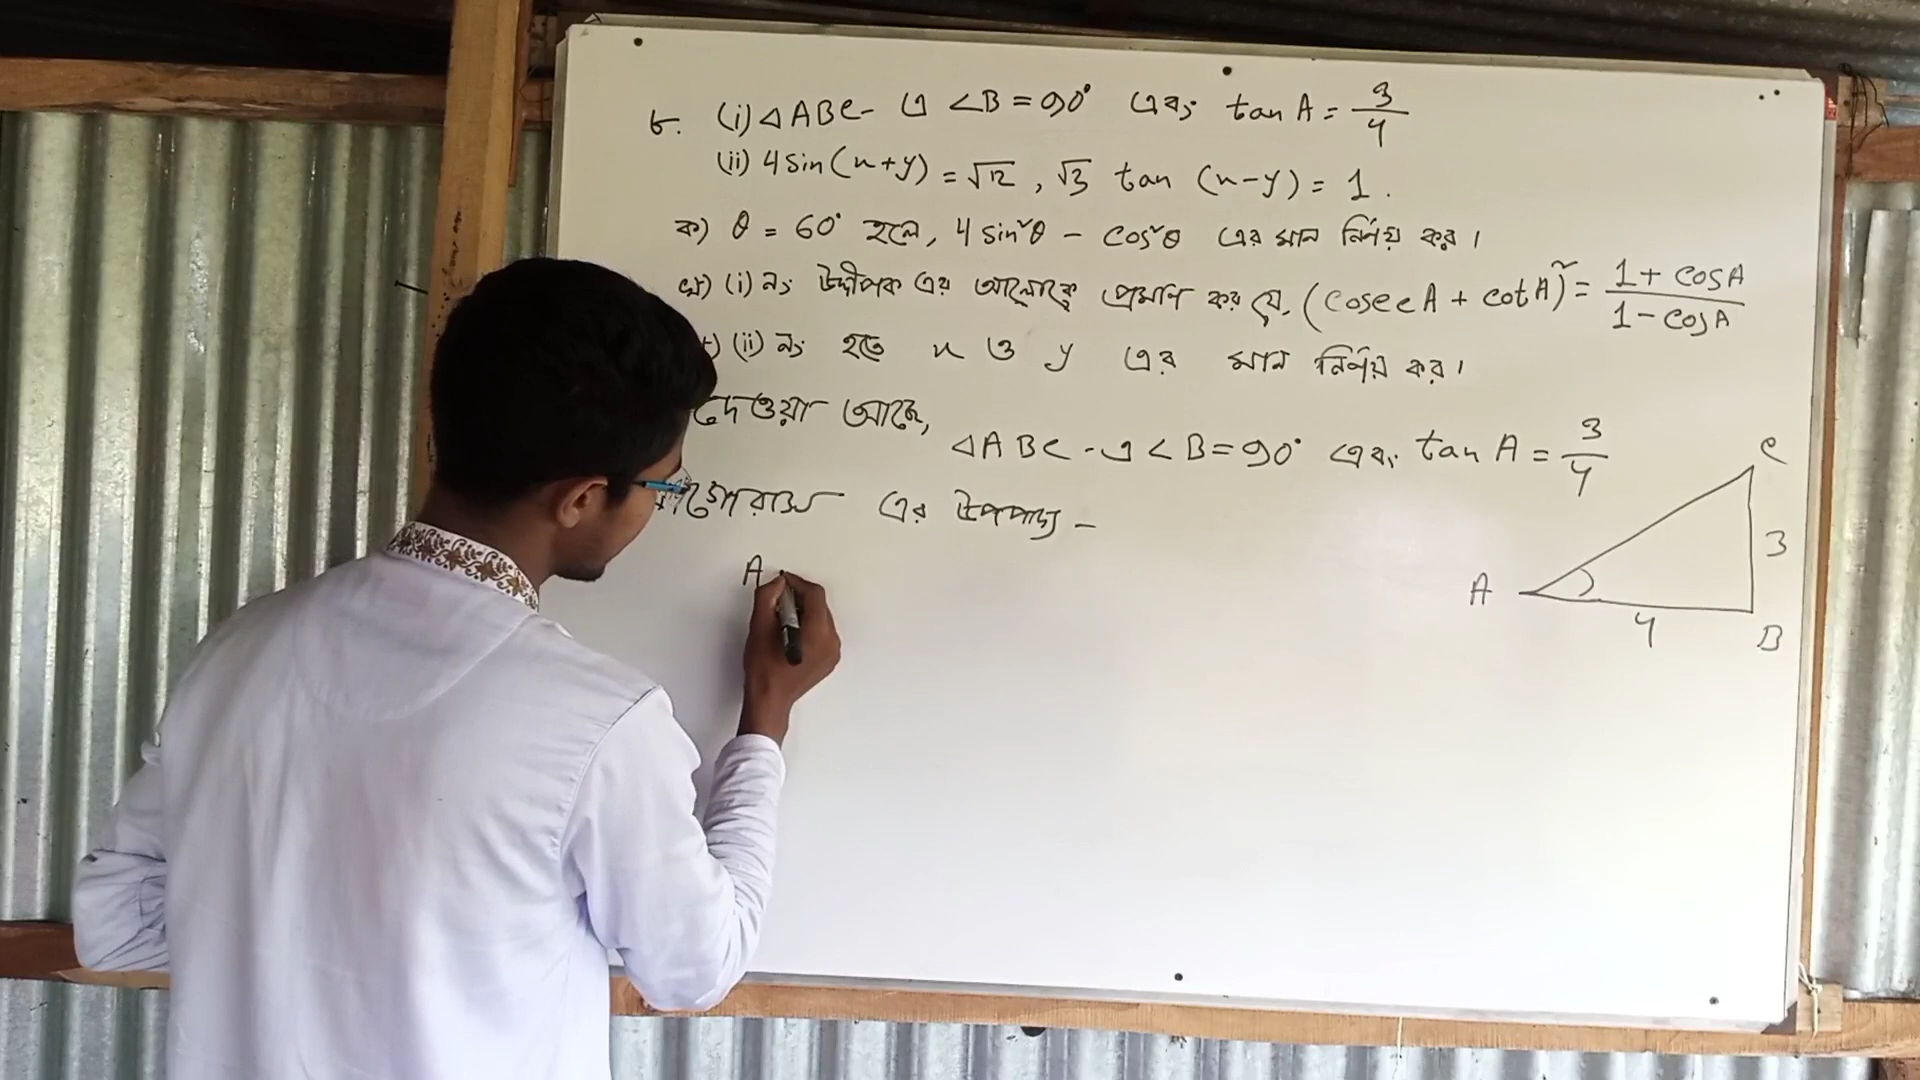 ৮. (i) △ABC- এ ∠B = 90° এবং tan A = 3/4
(ii) 4 sin (x+y) = √12, √3 tan (x-y) = 1.
ক) θ = 60° হলে, 4 sin²θ - cos²θ এর মান নির্ণয় কর।
খ) (i) নং উদ্দীপক এর আলোকে প্রমাণ কর যে, (cosec A + cot A)² = (1 + cos A)/(1 - cos A)
(ii) নং হতে x ও y এর মান নির্ণয় কর।
দেওয়া আছে,
△ABC - এ ∠B = 90° এবং tan A = 3/4
এর উপপাদ্য -
A
C
3
A
4
B